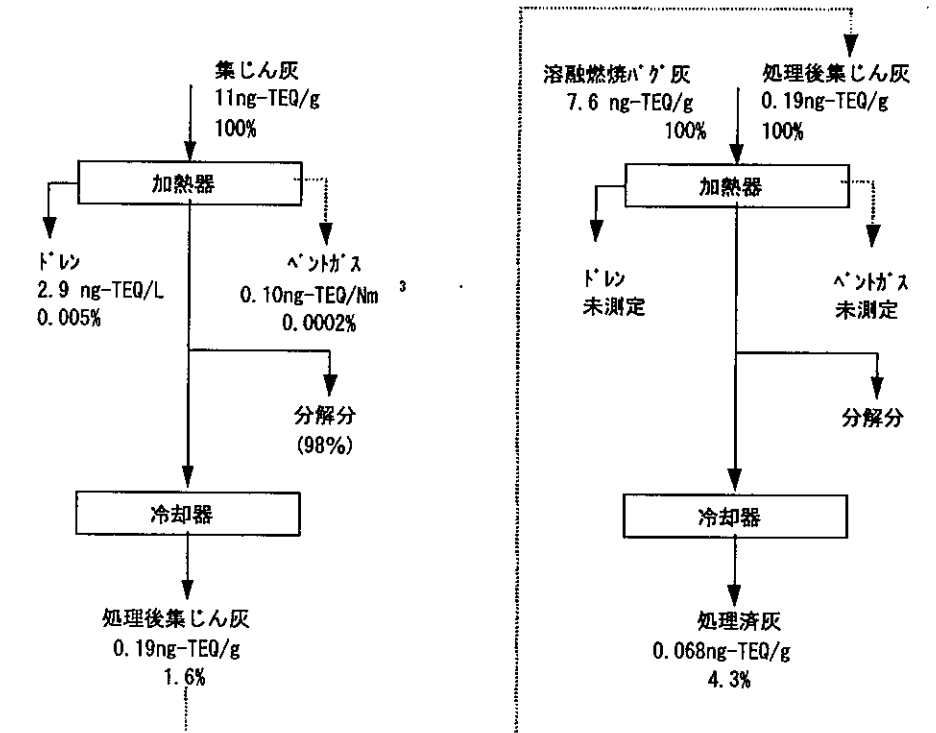 集じん灰
11ng-TEQ/g
100%
加熱器
ドレン
2.9 ng-TEQ/L
0.005%
ベントガス
0.10ng-TEQ/Nm3
0.0002%
分解分
(98%)
冷却器
処理後集じん灰
0.19ng-TEQ/g
1.6%
溶融燃焼バグ灰
7.6 ng-TEQ/g
100%
処理後集じん灰
0.19ng-TEQ/g
100%
加熱器
ドレン
未測定
ベントガス
未測定
分解分
冷却器
処理済灰
0.068ng-TEQ/g
4.3%